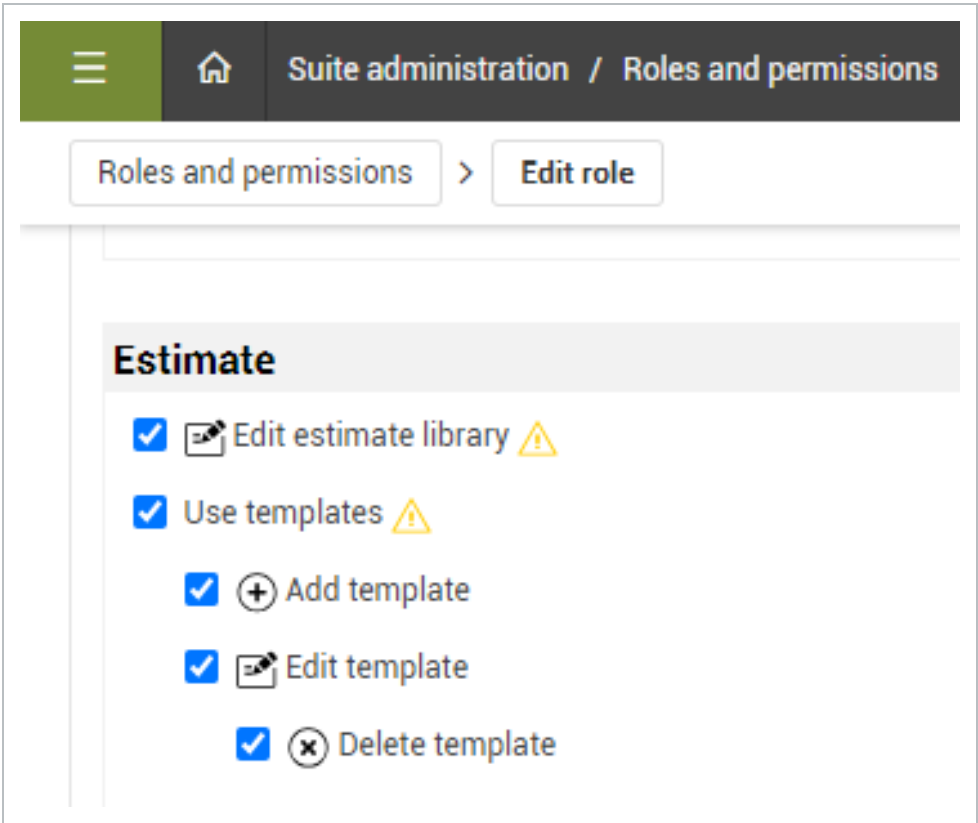 Suite administration / Roles and permissions
Roles and permissions > Edit role
Estimate
Edit estimate library
Use templates
Add template
Edit template
Delete template